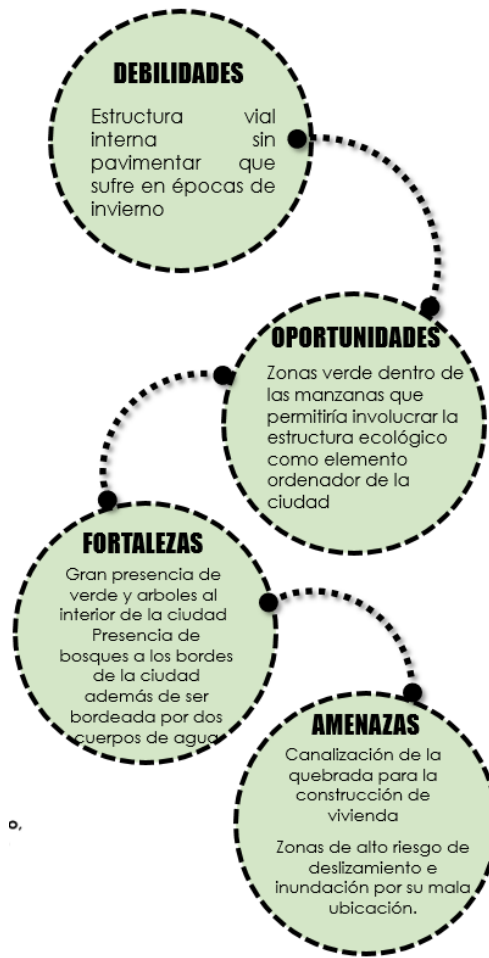 DEBILIDADES
Estructura vial
interna sin
pavimentar que
sufre en épocas de
invierno
OPORTUNIDADES
Zonas verde dentro de
las manzanas que
permitiría involucrar la
estructura ecológico
como elemento
ordenador de la
ciudad
FORTALEZAS
Gran presencia de
verde y arboles al
interior de la ciudad
Presencia de
bosques a los bordes
de la ciudad
además de ser
bordeada por dos
cuerpos de agua
AMENAZAS
Canalización de la
quebrada para la
construcción de
vivienda
Zonas de alto riesgo de
deslizamiento e
inundación por su mala
ubicación.
o,